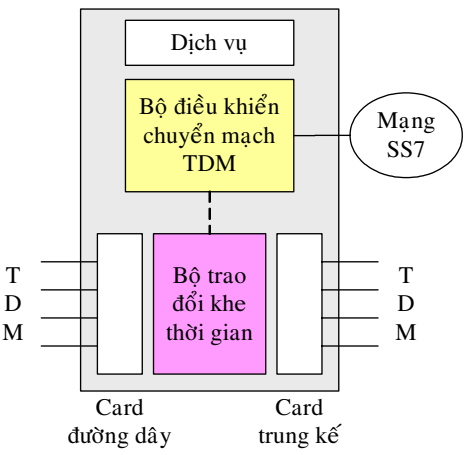 Dịch vụ
Bộ điều khiển
chuyển mạch
TDM
Mạng
SS7
T
D
M
Bộ trao
đổi khe
thời gian
T
D
M
Card
đường dây
Card
trung kế